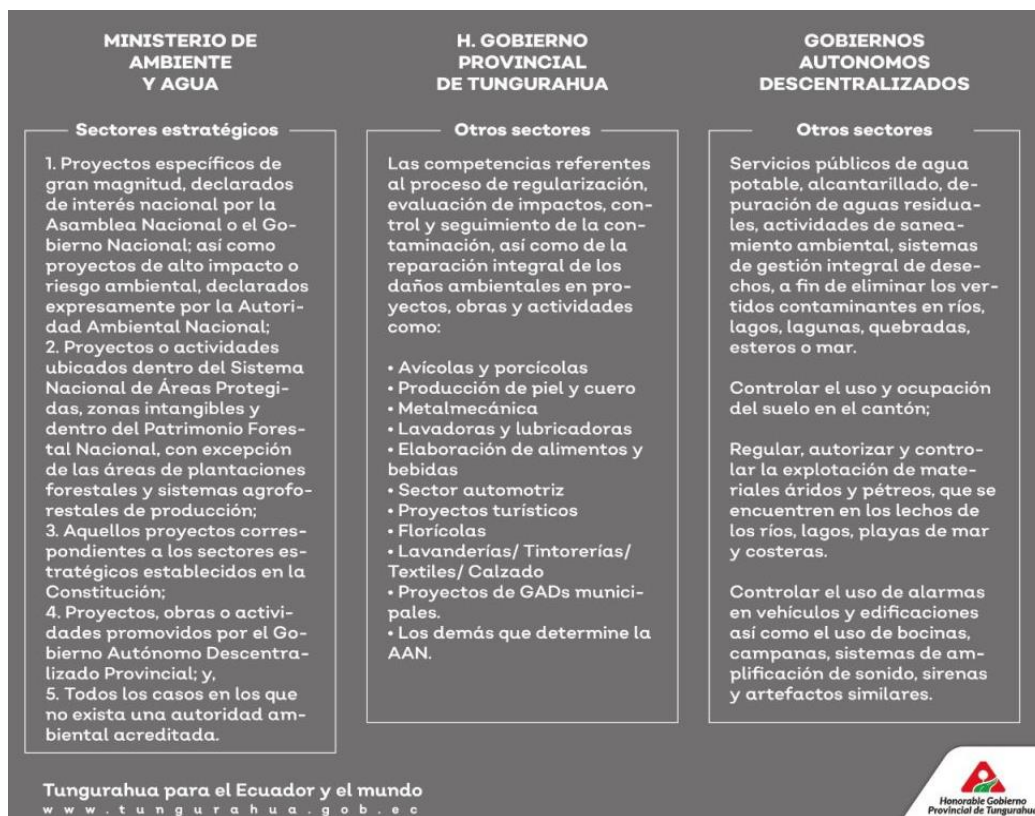 MINISTERIO DE
AMBIENTE
Y AGUA
Sectores estratégicos
1. Proyectos específicos de
gran magnitud, declarados
de interés nacional por la
Asamblea Nacional o el Go-
bierno Nacional; así como
proyectos de alto impacto o
riesgo ambiental, declarados
expresamente por la Autori-
dad Ambiental Nacional;
2. Proyectos o actividades
ubicados dentro del Sistema
Nacional de Áreas Protegi-
das, zonas intangibles y
dentro del Patrimonio Fores-
tal Nacional, con excepción
de las áreas de plantaciones
forestales y sistemas agrofo-
restales de producción;
3. Aquellos proyectos corres-
pondientes a los sectores es-
tratégicos establecidos en la
Constitución;
4. Proyectos, obras o activi-
dades promovidos por el Go-
bierno Autónomo Descentra-
lizado Provincial; y,
5. Todos los casos en los que
no exista una autoridad am-
biental acreditada.
H. GOBIERNO
PROVINCIAL
DE TUNGURAHUA
Otros sectores
Las competencias referentes
al proceso de regularización,
evaluación de impactos, con-
trol y seguimiento de la con-
taminación, así como de la
reparación integral de los
daños ambientales en pro-
yectos, obras y actividades
como:
• Avícolas y porcícolas
• Producción de piel y cuero
• Metalmecánica
• Lavadoras y lubricadoras
• Elaboración de alimentos y
bebidas
• Sector automotriz
• Proyectos turísticos
• Florícolas
• Lavanderías/ Tintorerías/
Textiles/ Calzado
• Proyectos de GADs munici-
pales.
• Los demás que determine la
AAN.
GOBIERNOS
AUTONOMOS
DESCENTRALIZADOS
Otros sectores
Servicios públicos de agua
potable, alcantarillado, de-
puración de aguas residua-
les, actividades de sanea-
miento ambiental, sistemas
de gestión integral de dese-
chos, a fin de eliminar los ver-
tidos contaminantes en ríos,
lagos, lagunas, quebradas,
esteros o mar.
Controlar el uso y ocupación
del suelo en el cantón;
Regular, autorizar y contro-
lar la explotación de mate-
riales áridos y pétreos, que se
encuentren en los lechos de
los ríos, lagos, playas de mar
y costeras.
Controlar el uso de alarmas
en vehículos y edificaciones
así como el uso de bocinas,
campanas, sistemas de am-
plificación de sonido, sirenas
y artefactos similares.
Tungurahua para el Ecuador y el mundo
www.tungurahua.gob.ec
Honorable Gobierno
Provincial de Tungurahua